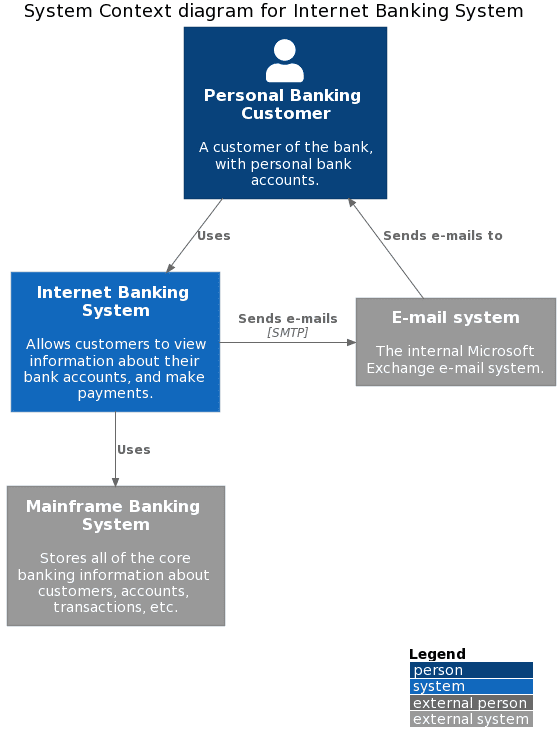 System Context diagram for Internet Banking System
Personal Banking
Customer
A customer of the bank,
with personal bank
accounts.
Uses
Sends e-mails to
Internet Banking
System
Allows customers to view
information about their
bank accounts, and make
payments.
Sends e-mails
[SMTP]
E-mail system
The internal Microsoft
Exchange e-mail system.
Uses
Mainframe Banking
System
Stores all of the core
banking information about
customers, accounts,
transactions, etc.
Legend
person
system
external person
external system